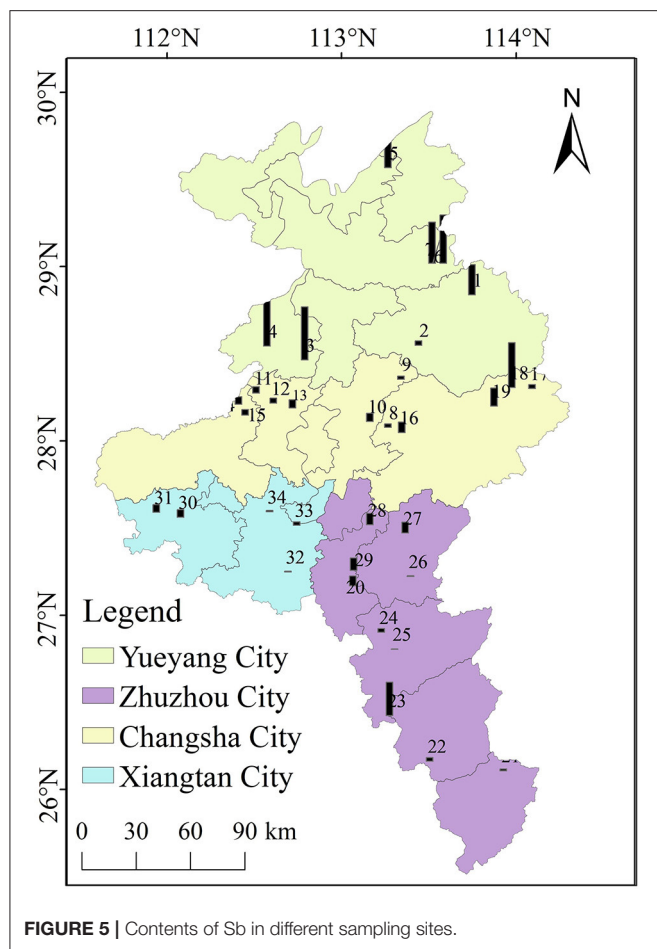 112°E 113°E 114°E
30°N
N
5
29°N
7 6
1
4 3 2
9
18 17
11 12 13 19
15 10 8 16
28°N
31 30 34 33 28 27
32 29 26
20
27°N
24 25
23
22
26°N
Legend
Yueyang City
Zhuzhou City
Changsha City
Xiangtan City
0 30 60 90 km
FIGURE 5 | Contents of Sb in different sampling sites.